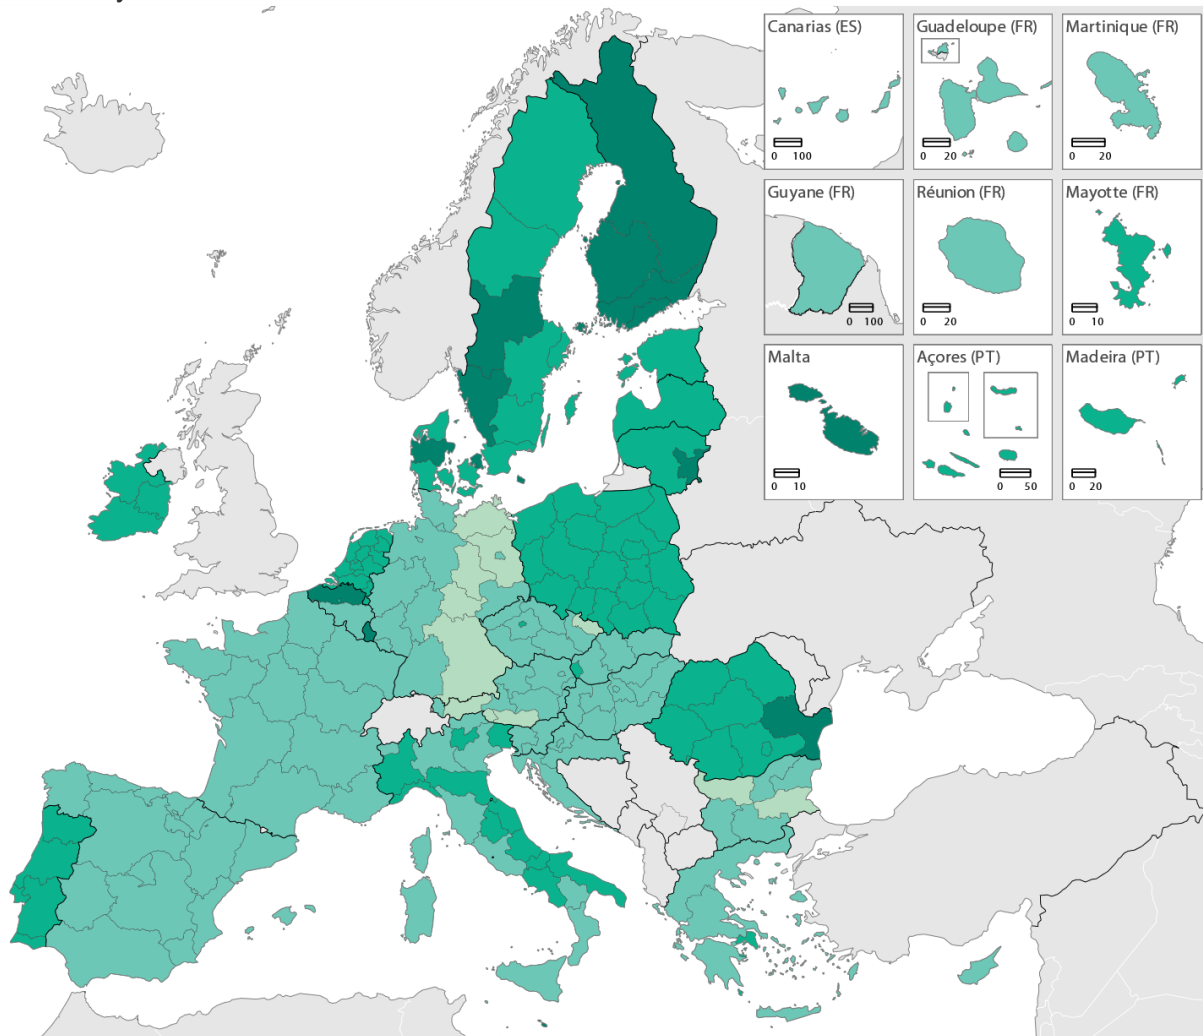 Canarias (ES)
0 100
Guadeloupe (FR)
0 20
Martinique (FR)
0 20
Guyane (FR)
0 100
Réunion (FR)
0 20
Mayotte (FR)
0 10
Malta
0 10
Açores (PT)
0 50
Madeira (PT)
0 20